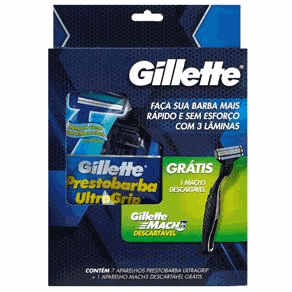 Gillette
FAÇA SUA BARBA MAIS
RÁPIDO E SEM ESFORÇO
COM 3 LÂMINAS
Gillette
Prestobarba
UltraGrip
GRÁTIS
1 MACH3
DESCARTÁVEL
Gillette
MACH3
DESCARTÁVEL
CONTÉM 7 APARELHOS PRESTOBARBA ULTRAGRIP
+ 1 APARELHO MACH3 DESCARTÁVEL GRÁTIS